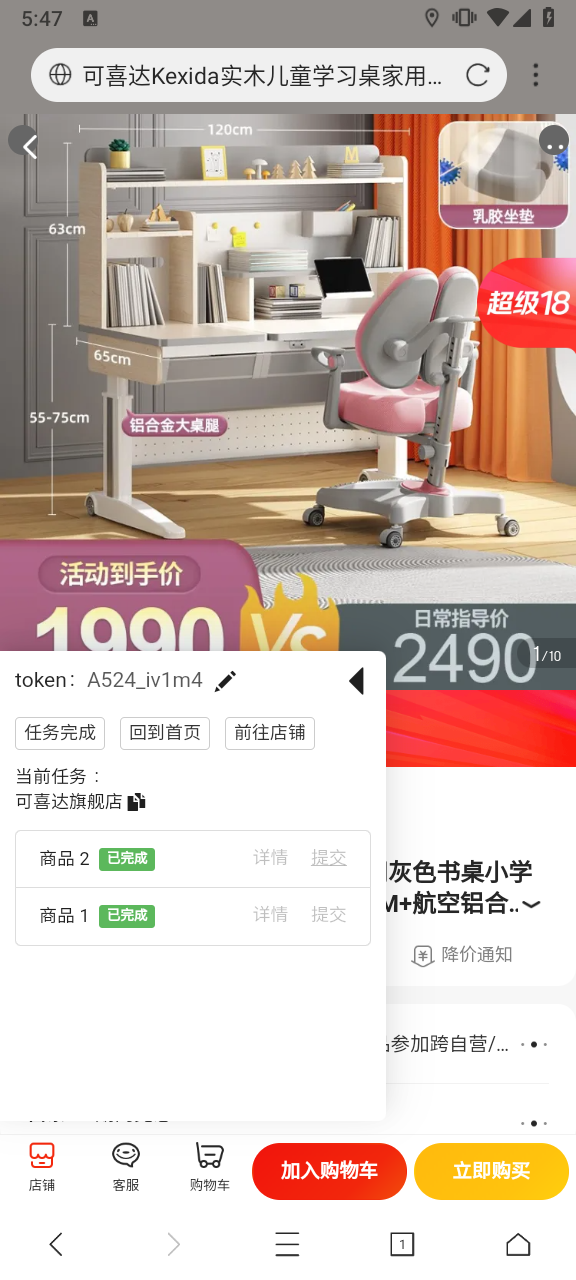 5:47
A
可喜达Kexida实木儿童学习桌家用...
120cm
M
乳胶坐垫
63cm
超级18
65cm
55-75cm
铝合金大桌腿
活动到手价
1990
Vs
日常指导价
2490
1/10
token: A524_iv1m4
任务完成
回到首页
前往店铺
当前任务：
可喜达旗舰店
商品 2 已完成 详情 提交
商品 1 已完成 详情 提交
灰色书桌小学
M+航空铝合..
降价通知
品参加跨自营/...
店铺
客服
购物车
加入购物车
立即购买
1